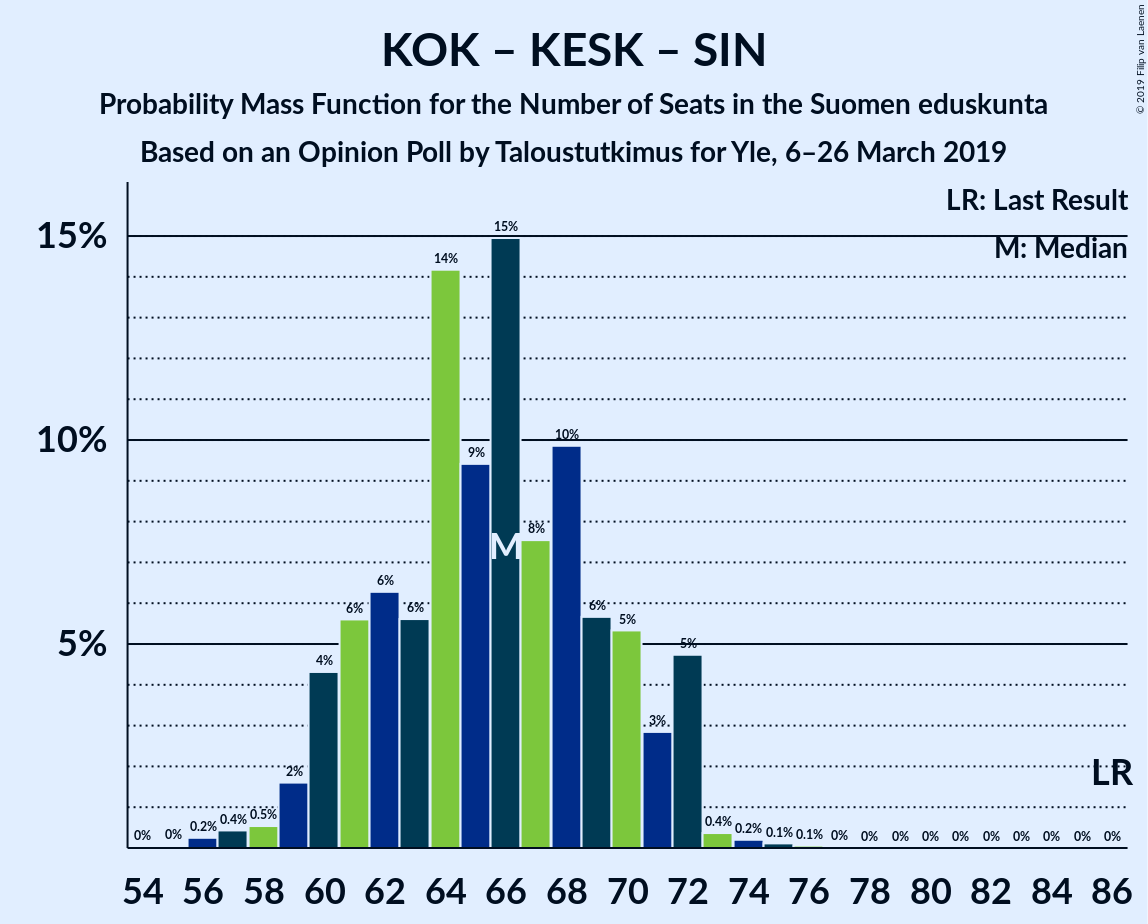 KOK – KESK – SIN
Probability Mass Function for the Number of Seats in the Suomen eduskunta
Based on an Opinion Poll by Taloustutkimus for Yle, 6–26 March 2019
© 2019 Filip van Laenen
LR: Last Result
M: Median
15%
10%
5%
0% 0% 0.2% 0.4% 0.5% 2% 4% 6% 6% 6% 14% 9% 15% 8% 10% 6% 5% 3% 5% 0.4% 0.2% 0.1% 0.1% 0% 0% 0% 0% 0% 0% 0% 0% 0% 0%
M
LR
54 56 58 60 62 64 66 68 70 72 74 76 78 80 82 84 86